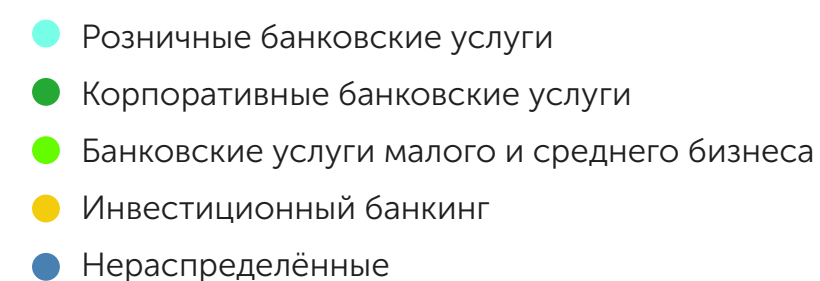 Розничные банковские услуги
Корпоративные банковские услуги
Банковские услуги малого и среднего бизнеса
Инвестиционный банкинг
Нераспределённые